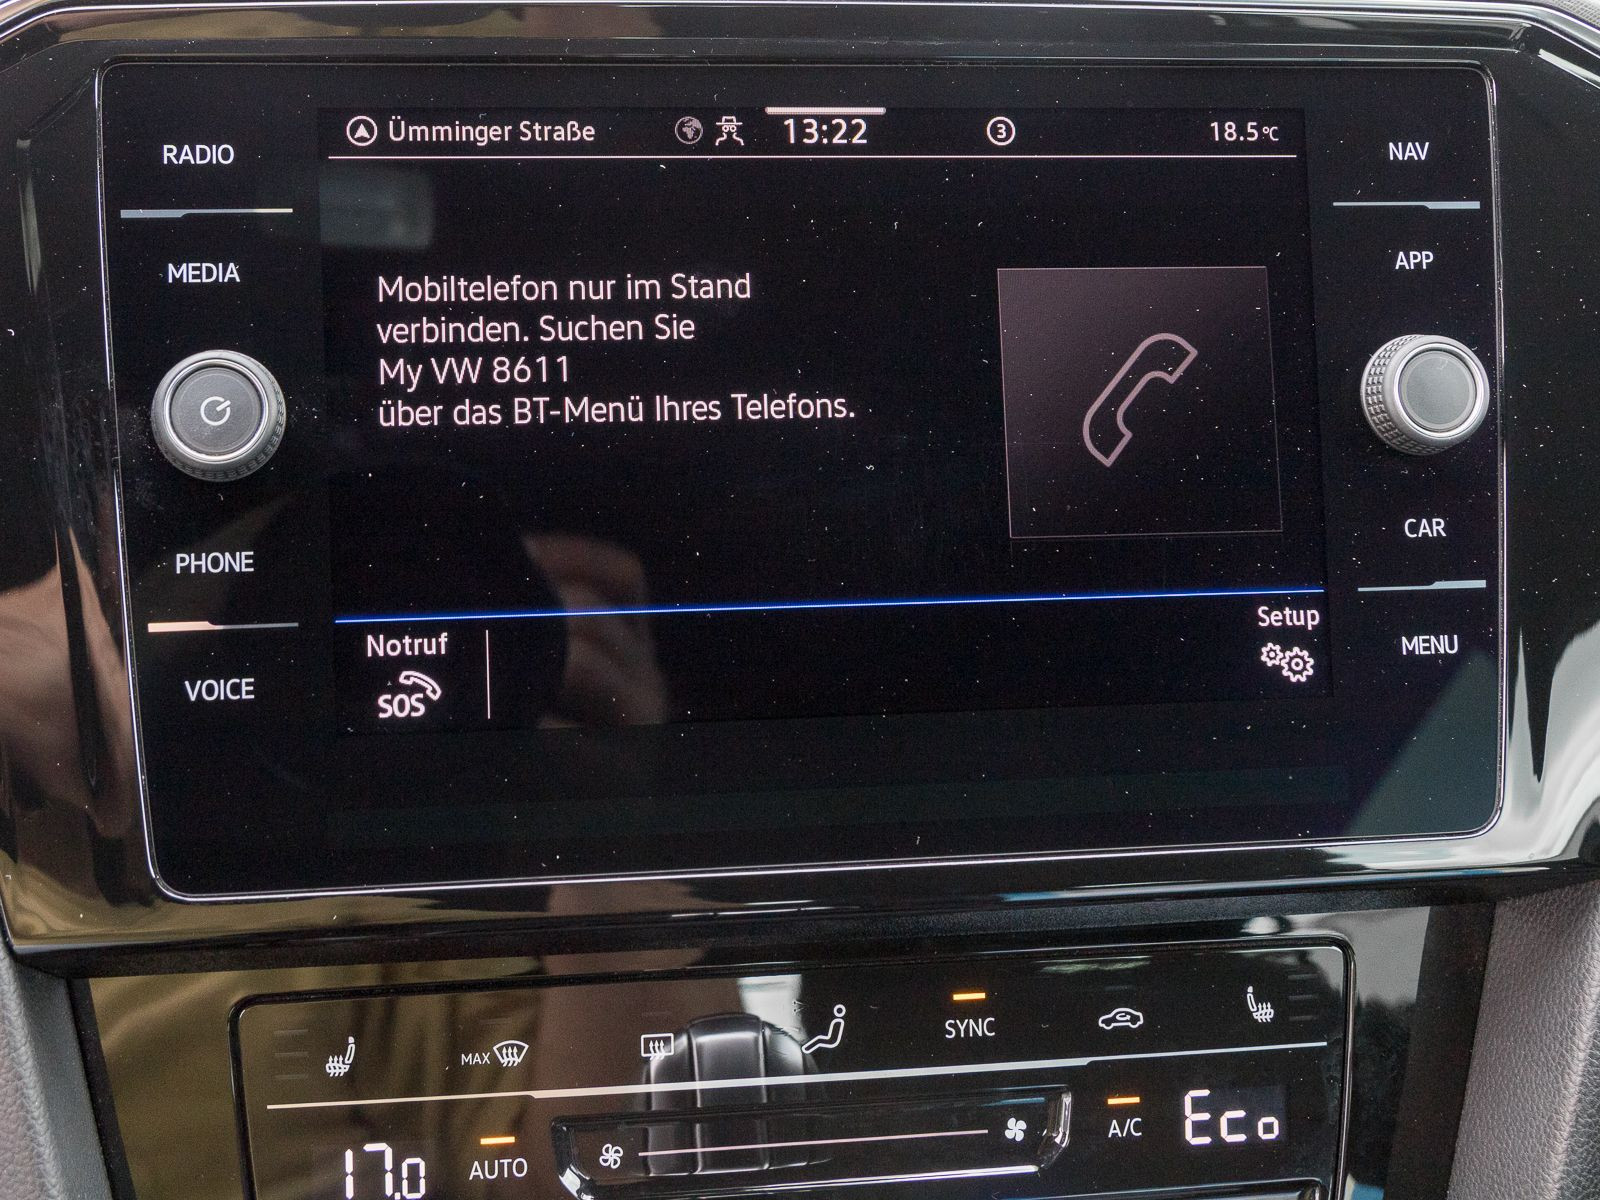 RADIO
MEDIA
PHONE
VOICE
Ümminger Straße
13:22
3
18.5°C
Mobiltelefon nur im Stand
verbinden. Suchen Sie
My VW 8611
über das BT-Menü Ihres Telefons.
Notruf
SOS
Setup
NAV
APP
CAR
MENU
MAX
SYNC
17.0
AUTO
A/C
Eco